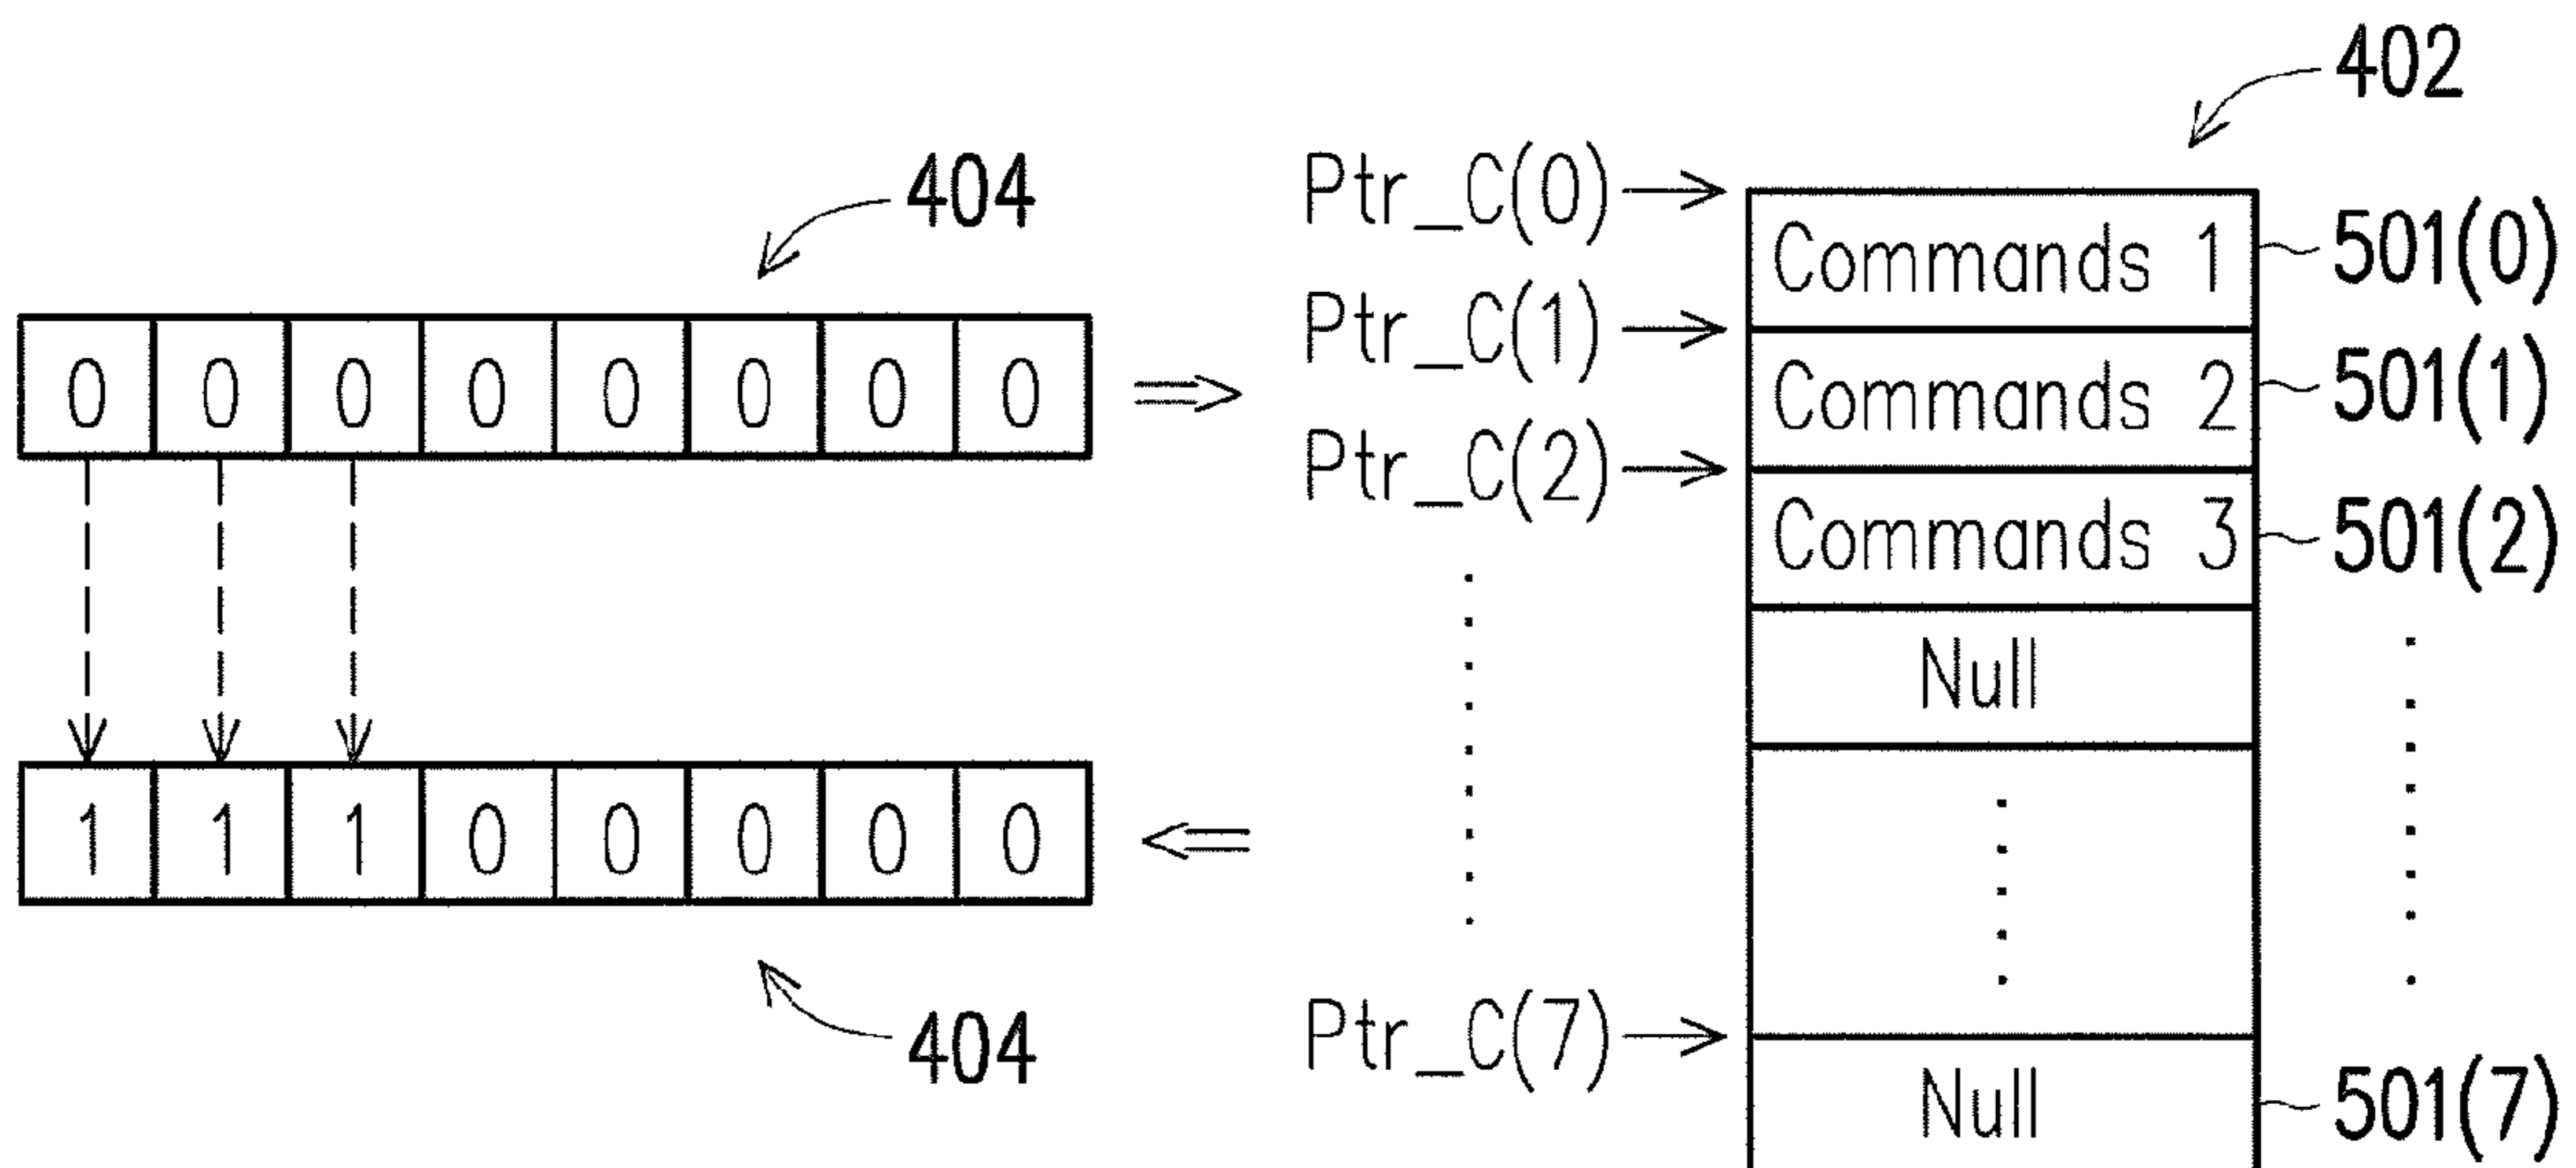 402
404
Ptr_C(0)
Commands 1 501(0)
Ptr_C(1)
0 0 0 0 0 0 0 0
Commands 2 501(1)
Ptr_C(2)
Commands 3 501(2)
Null
1 1 1 0 0 0 0 0
404
Ptr_C(7)
Null 501(7)